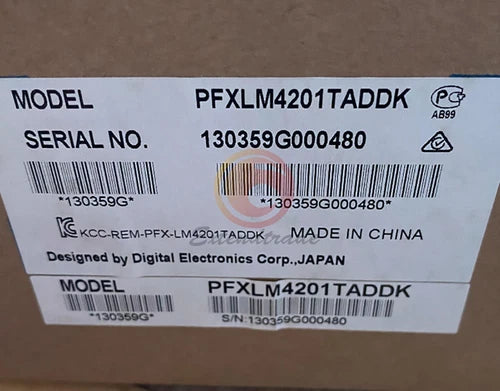 MODEL PFXLM4201TADDK
AB99
SERIAL NO. 130359G000480
*130359G* *130359G000480*
KCC-REM-PFX-LM4201TADDK MADE IN CHINA
Extendtrade
Designed by Digital Electronics Corp.,JAPAN
MODEL PFXLM4201TADDK
*130359G* S/N:130359G000480